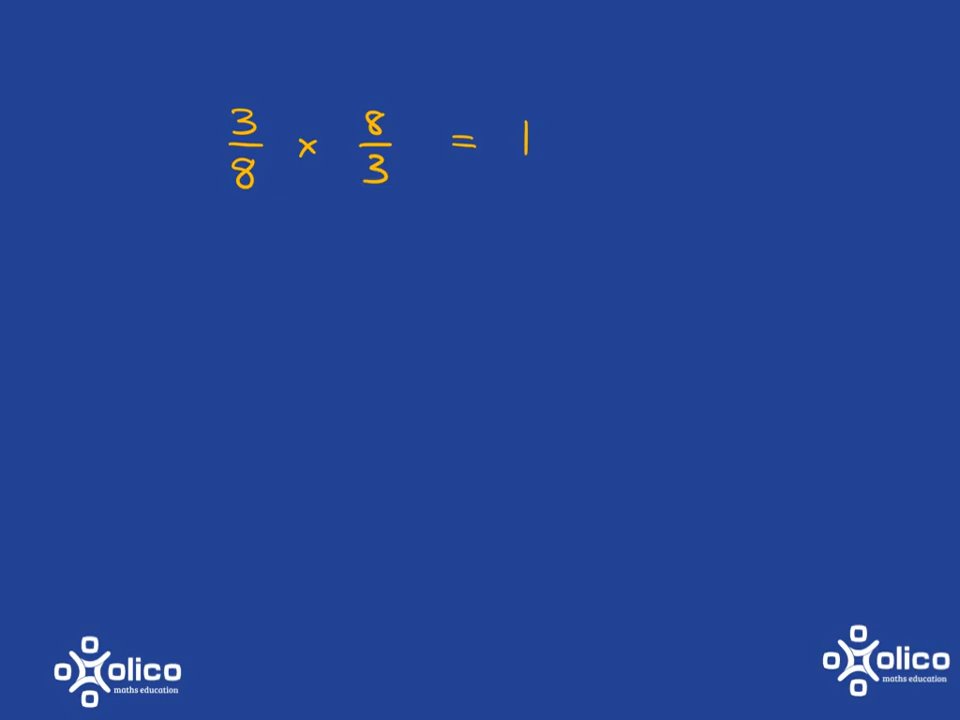 3/8 × 8/3 = 1
olico
maths education
olico
maths education